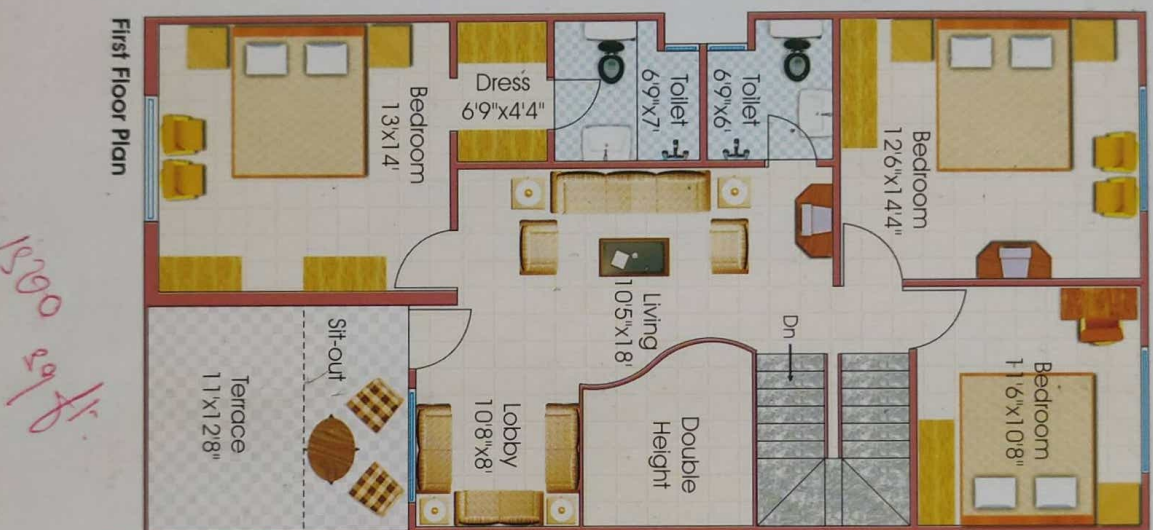 Bedroom
12'6"x14'4"
Bedroom
11'6"x10'8"
Toilet
6'9"x6'
Toilet
6'9"x7'
Dn
Dress
6'9"x4'4"
Living
10'5"x18'
Double
Height
Lobby
10'8"x8'
Bedroom
13'x14'
Sit-out
Terrace
11'x12'8"
First Floor Plan
sq ft